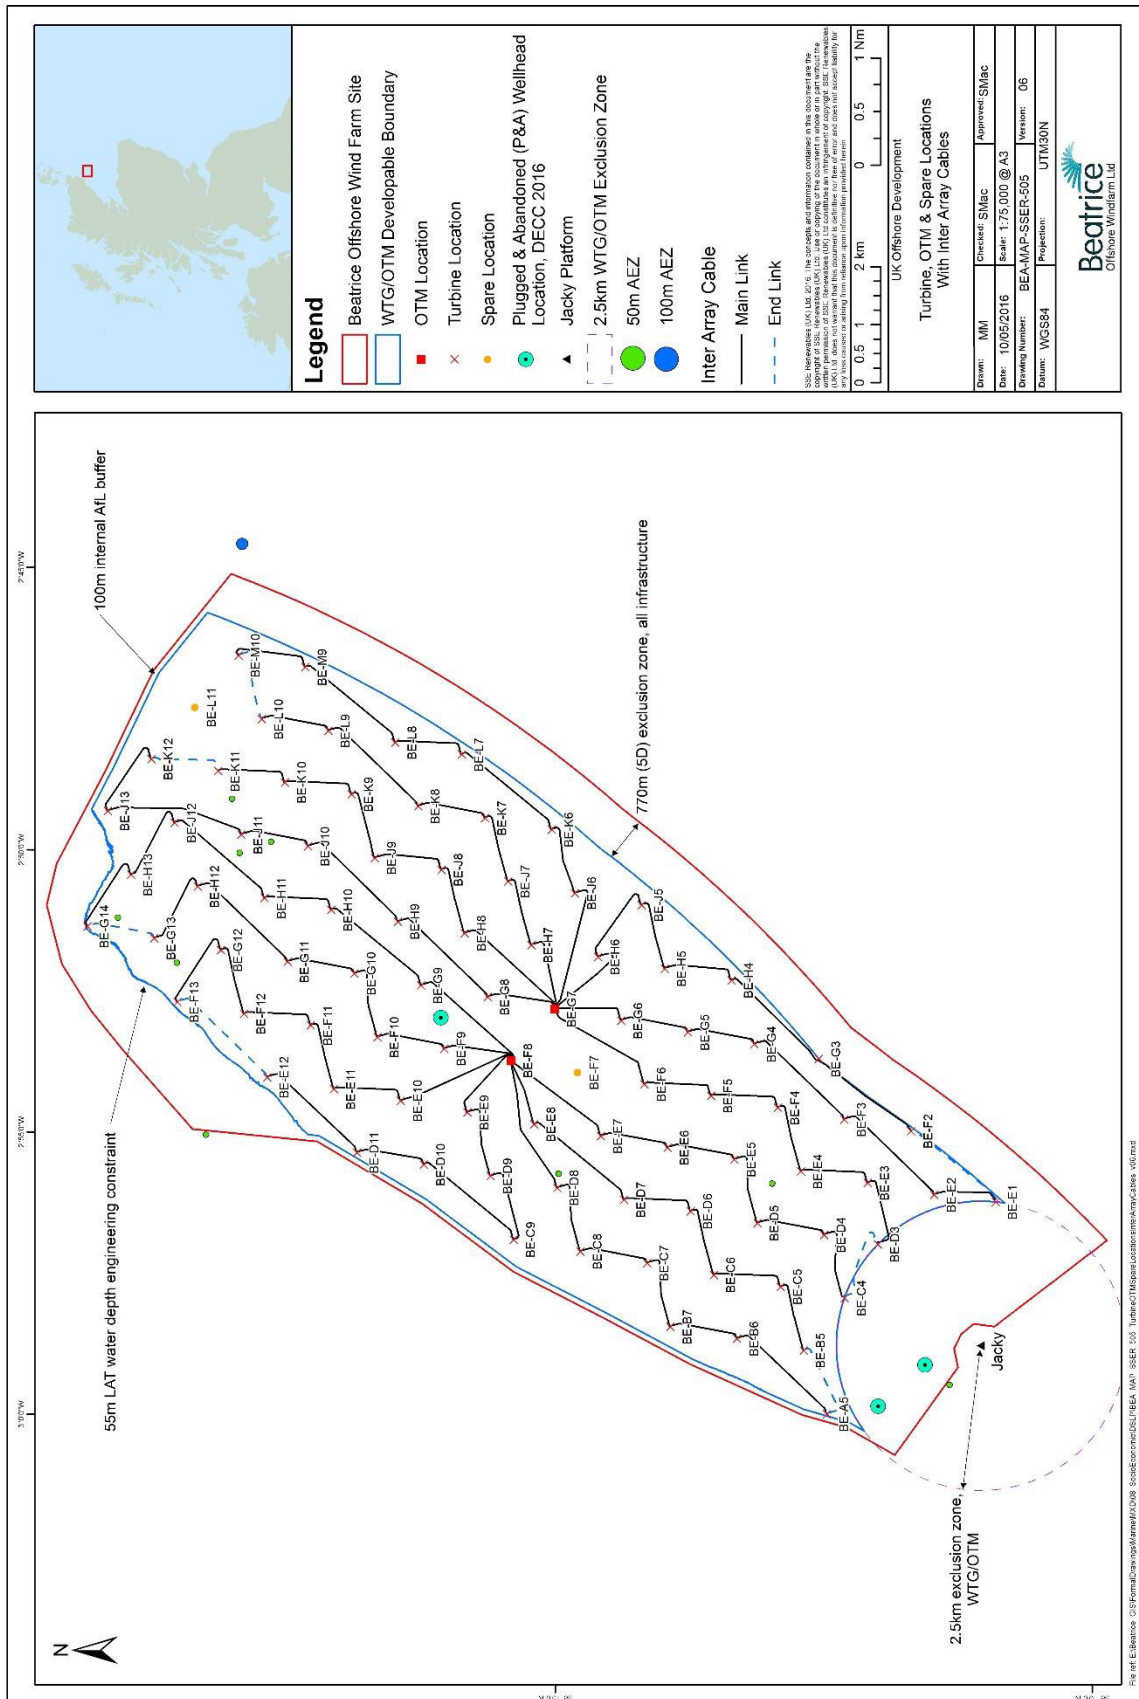 N
55m LAT water depth engineering constraint
100m internal AfL buffer
770m (5D) exclusion zone, all infrastructure
2.5km exclusion zone,
WTG/OTM
Jacky
3°0'0"W
2°55'0"W
2°50'0"W
2°45'0"W
BE-G14
BE-H13
BE-J13
BE-J12
BE-K12
BE-L11
BE-G13
BE-H12
BE-J11
BE-K11
BE-M10
BE-F13
BE-G12
BE-H11
BE-J10
BE-K10
BE-L10
BE-M9
BE-E12
BE-F12
BE-G11
BE-H10
BE-K9
BE-L9
BE-F11
BE-G10
BE-H9
BE-J9
BE-L8
BE-D11
BE-E11
BE-F10
BE-G9
BE-J8
BE-K8
BE-L7
BE-D10
BE-E10
BE-F9
BE-H8
BE-K7
BE-C9
BE-D9
BE-E9
BE-F8
BE-G8
BE-J7
BE-K6
BE-D8
BE-E8
BE-G7
BE-H7
BE-J6
BE-C8
BE-E7
BE-F7
BE-H6
BE-J5
BE-C7
BE-D7
BE-E6
BE-F6
BE-G6
BE-H5
BE-B7
BE-D6
BE-E5
BE-F5
BE-G5
BE-H4
BE-B6
BE-C6
BE-D5
BE-F4
BE-G4
BE-C5
BE-E4
BE-F3
BE-G3
BE-B5
BE-D4
BE-E3
BE-A5
BE-C4
BE-D3
BE-E2
BE-F2
BE-E1
Legend
Beatrice Offshore Wind Farm Site
WTG/OTM Developable Boundary
OTM Location
Turbine Location
Spare Location
Plugged & Abandoned (P&A) Wellhead
Location, DECC 2016
Jacky Platform
2.5km WTG/OTM Exclusion Zone
50m AEZ
100m AEZ
Inter Array Cable
Main Link
End Link
0 0.5 1 2 km
0 0.5 1 Nm
UK Offshore Development
Turbine, OTM & Spare Locations
With Inter Array Cables
Drawn: MM Checked: SMac Approved: SMac
Date: 10/05/2016 Scale: 1:75,000 @ A3
Drawing Number: BEA-MAP-SSER-505 Version: 06
Datum: WGS84 Projection: UTM30N
Beatrice
Offshore Windfarm Ltd